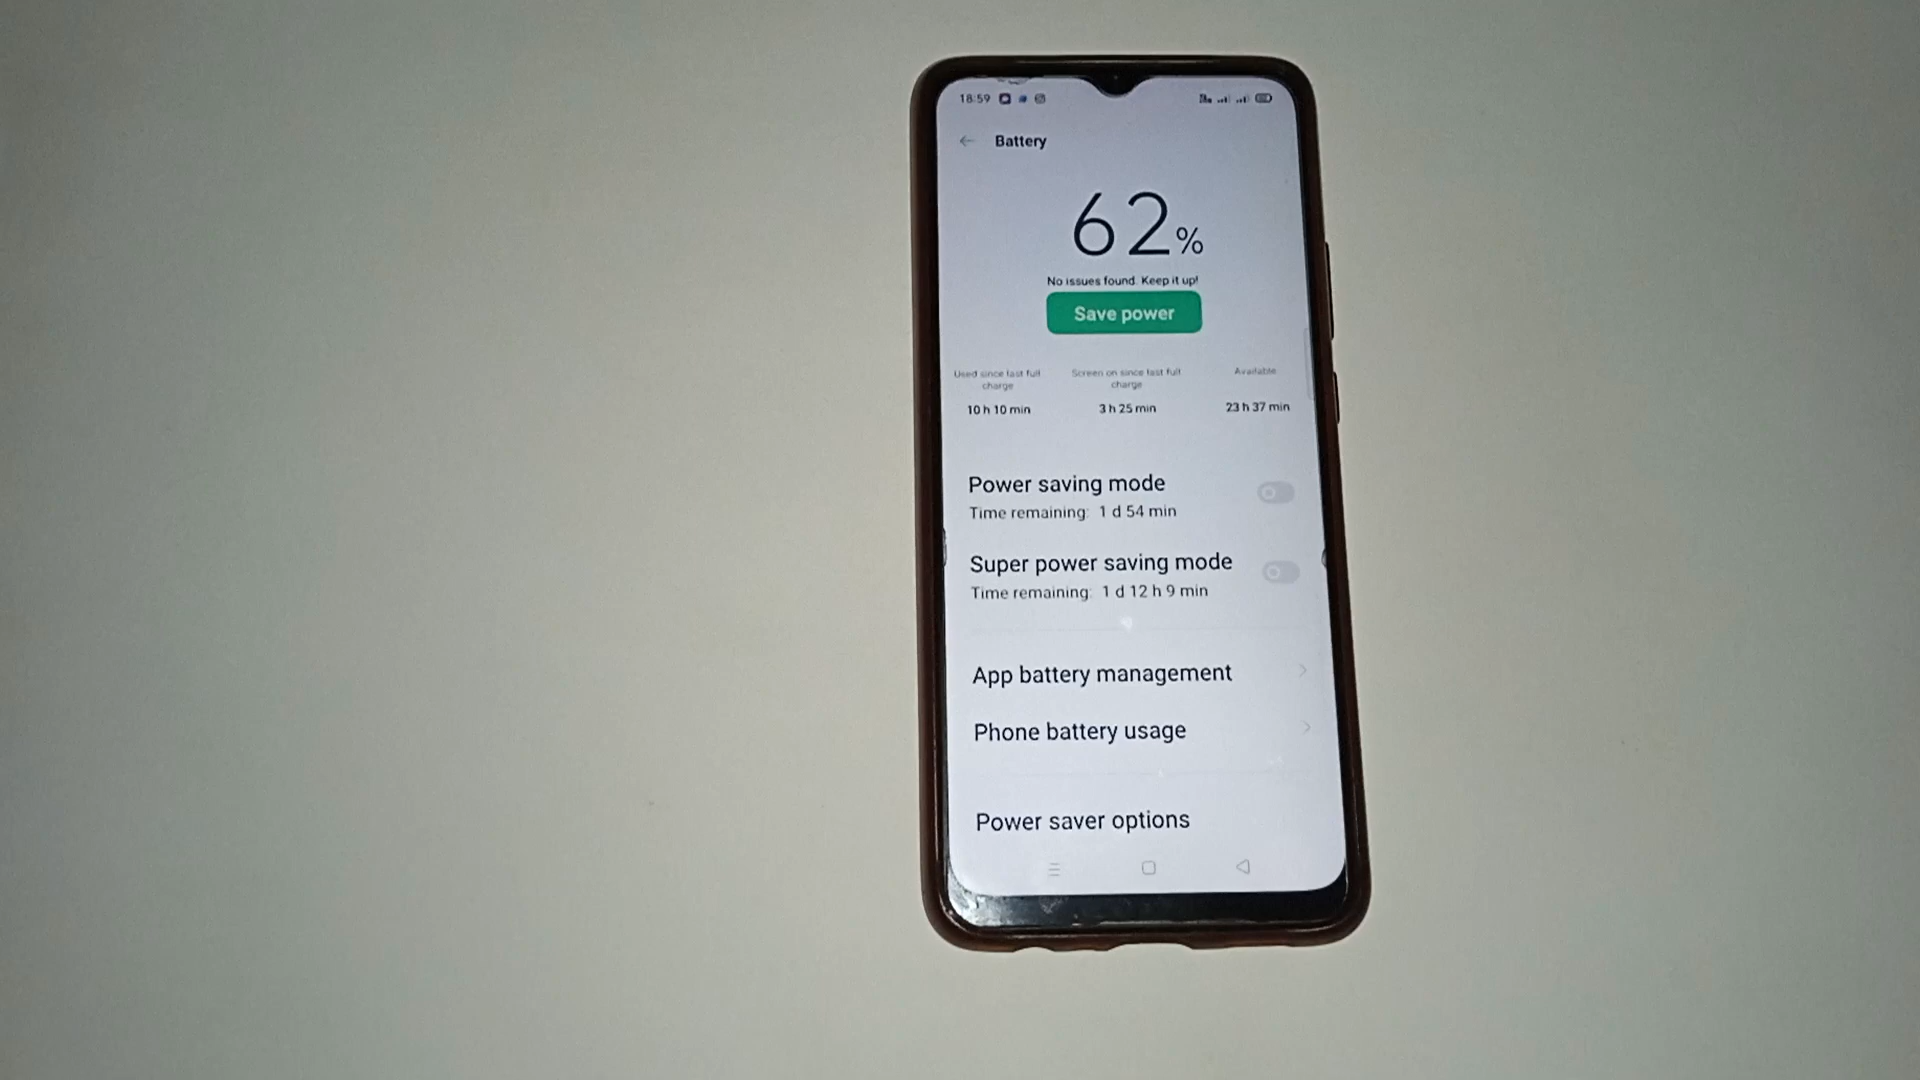 18:59
Battery
62%
No issues found. Keep it up!
Save power
Used since last full
charge
10 h 10 min
Screen on since last full
charge
3 h 25 min
Available
23 h 37 min
Power saving mode
Time remaining: 1 d 54 min
Super power saving mode
Time remaining: 1 d 12 h 9 min
App battery management
Phone battery usage
Power saver options